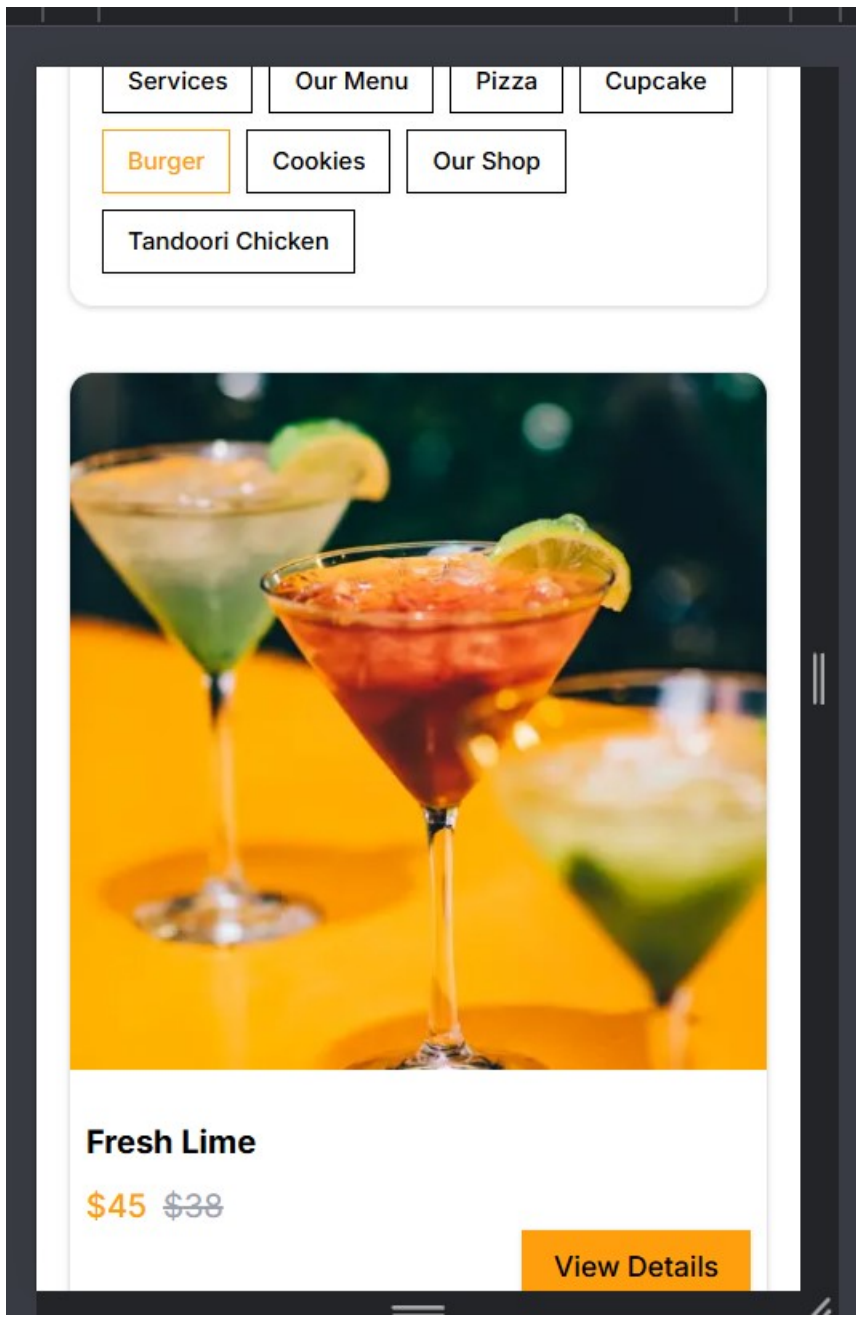 Services Our Menu Pizza Cupcake
Burger Cookies Our Shop
Tandoori Chicken
Fresh Lime
$45 $38
View Details